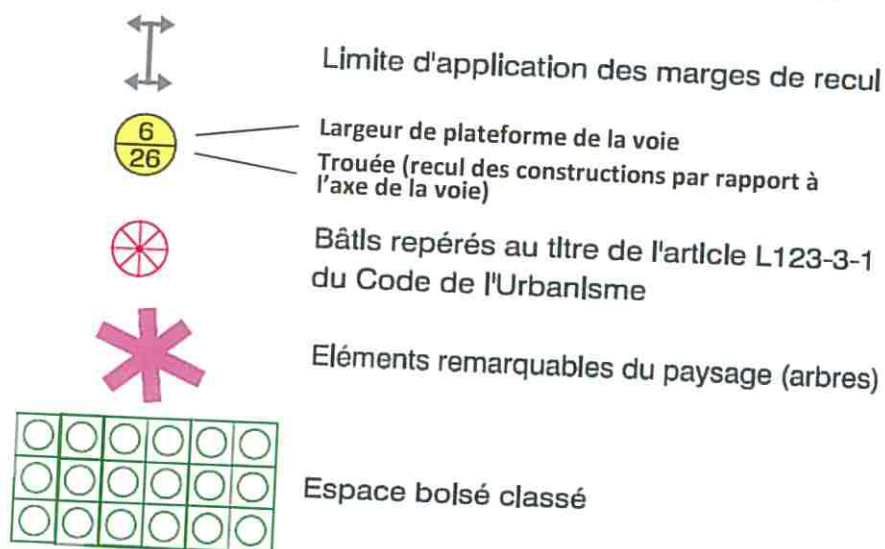 Limite d'application des marges de recul
6
26
Largeur de plateforme de la voie
Trouée (recul des constructions par rapport à
l'axe de la voie)
Bâtis repérés au titre de l'article L123-3-1
du Code de l'Urbanisme
Eléments remarquables du paysage (arbres)
Espace boisé classé